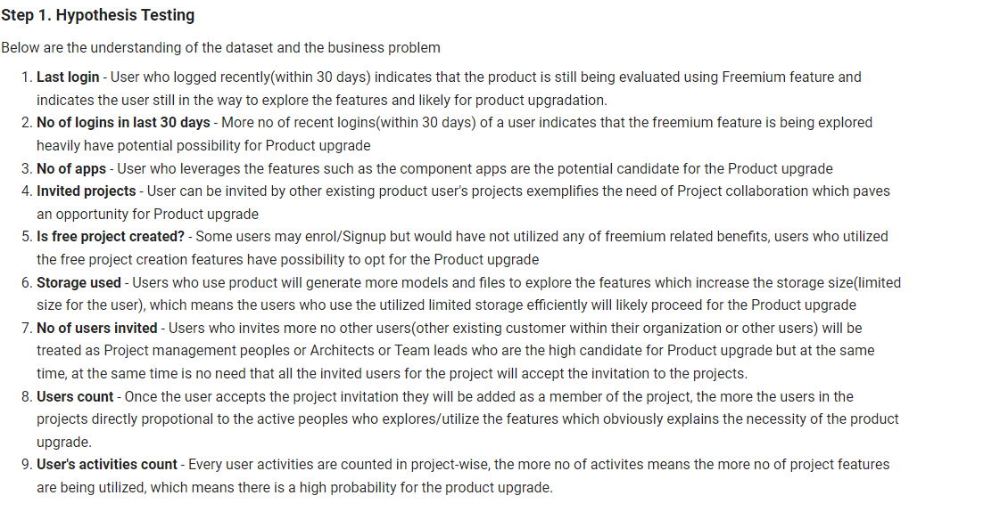 Step 1. Hypothesis Testing
Below are the understanding of the dataset and the business problem
1. Last login - User who logged recently(within 30 days) indicates that the product is still being evaluated using Freemium feature and
indicates the user still in the way to explore the features and likely for product upgradation.
2. No of logins in last 30 days - More no of recent logins(within 30 days) of a user indicates that the freemium feature is being explored
heavily have potential possibility for Product upgrade
3. No of apps - User who leverages the features such as the component apps are the potential candidate for the Product upgrade
4. Invited projects - User can be invited by other existing product user's projects exemplifies the need of Project collaboration which paves
an opportunity for Product upgrade
5. Is free project created? - Some users may enrol/Signup but would have not utilized any of freemium related benefits, users who utilized
the free project creation features have possibility to opt for the Product upgrade
6. Storage used - Users who use product will generate more models and files to explore the features which increase the storage size(limited
size for the user), which means the users who use the utilized limited storage efficiently will likely proceed for the Product upgrade
7. No of users invited - Users who invites more no other users(other existing customer within their organization or other users) will be
treated as Project management peoples or Architects or Team leads who are the high candidate for Product upgrade but at the same
time, at the same time is no need that all the invited users for the project will accept the invitation to the projects.
8. Users count - Once the user accepts the project invitation they will be added as a member of the project, the more the users in the
projects directly propotional to the active peoples who explores/utilize the features which obviously explains the necessity of the product
upgrade.
9. User's activities count - Every user activities are counted in project-wise, the more no of activites means the more no of project features
are being utilized, which means there is a high probability for the product upgrade.